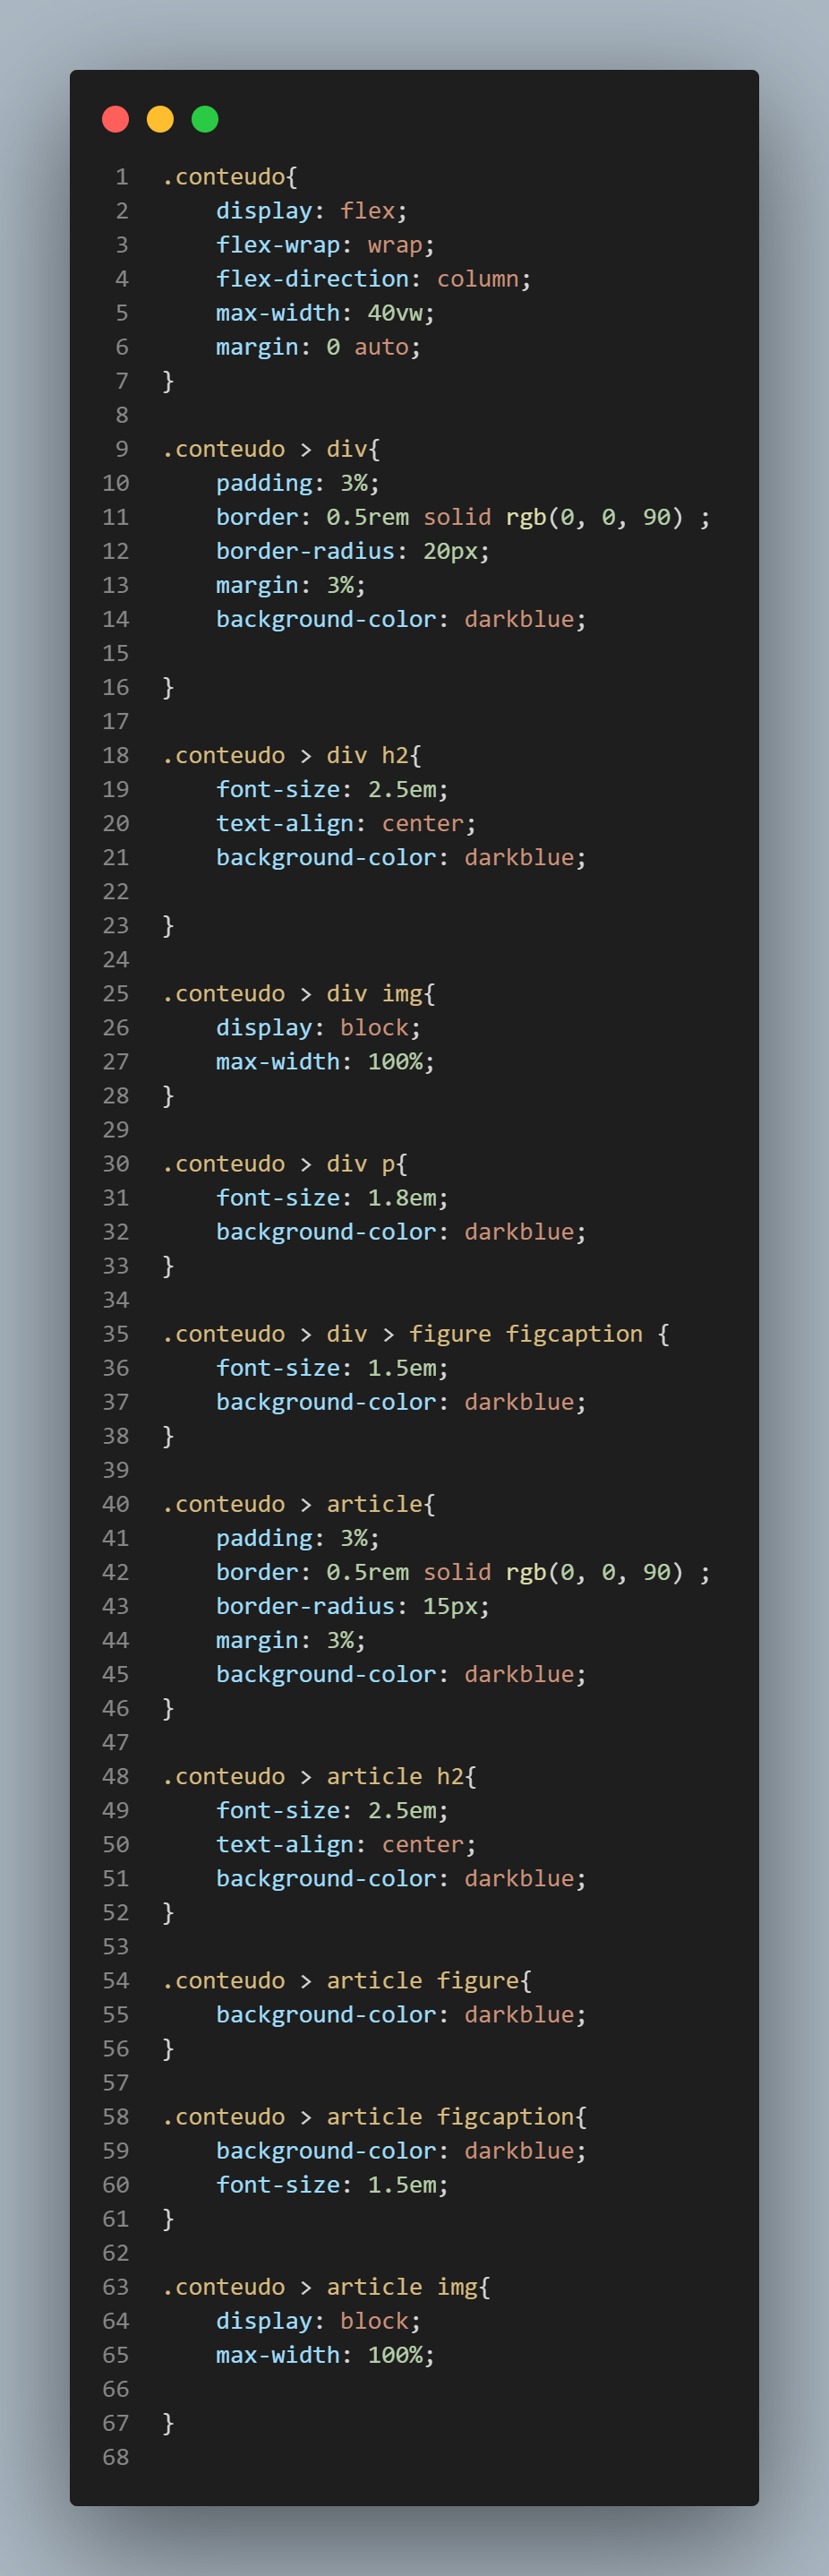 1 .conteudo{
2     display: flex;
3     flex-wrap: wrap;
4     flex-direction: column;
5     max-width: 40vw;
6     margin: 0 auto;
7 }
8
9 .conteudo > div{
10     padding: 3%;
11     border: 0.5rem solid rgb(0, 0, 90) ;
12     border-radius: 20px;
13     margin: 3%;
14     background-color: darkblue;
15
16 }
17
18 .conteudo > div h2{
19     font-size: 2.5em;
20     text-align: center;
21     background-color: darkblue;
22
23 }
24
25 .conteudo > div img{
26     display: block;
27     max-width: 100%;
28 }
29
30 .conteudo > div p{
31     font-size: 1.8em;
32     background-color: darkblue;
33 }
34
35 .conteudo > div > figure figcaption {
36     font-size: 1.5em;
37     background-color: darkblue;
38 }
39
40 .conteudo > article{
41     padding: 3%;
42     border: 0.5rem solid rgb(0, 0, 90) ;
43     border-radius: 15px;
44     margin: 3%;
45     background-color: darkblue;
46 }
47
48 .conteudo > article h2{
49     font-size: 2.5em;
50     text-align: center;
51     background-color: darkblue;
52 }
53
54 .conteudo > article figure{
55     background-color: darkblue;
56 }
57
58 .conteudo > article figcaption{
59     background-color: darkblue;
60     font-size: 1.5em;
61 }
62
63 .conteudo > article img{
64     display: block;
65     max-width: 100%;
66
67 }
68